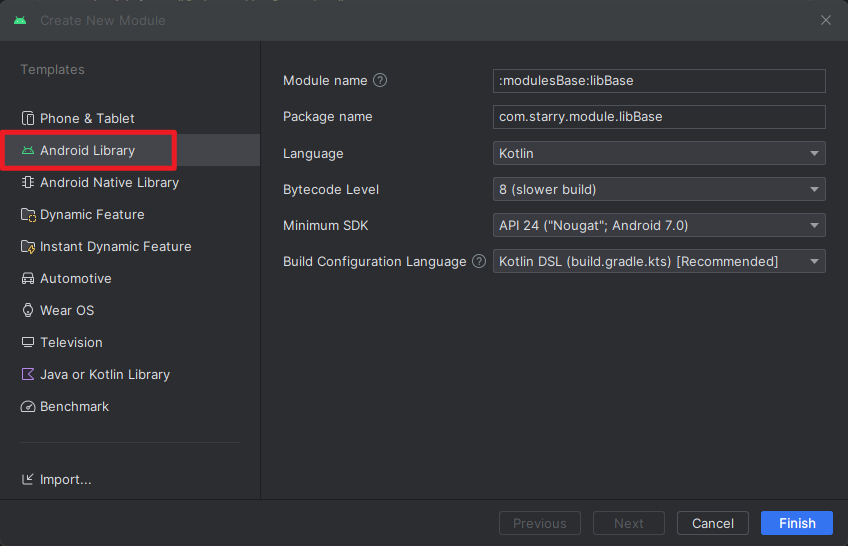 Create New Module
Templates
Phone & Tablet
Android Library
Android Native Library
Dynamic Feature
Instant Dynamic Feature
Automotive
Wear OS
Television
Java or Kotlin Library
Benchmark
Import...
Module name ?
:modulesBase:libBase
Package name
com.starry.module.libBase
Language
Kotlin
Bytecode Level
8 (slower build)
Minimum SDK
API 24 ("Nougat"; Android 7.0)
Build Configuration Language ?
Kotlin DSL (build.gradle.kts) [Recommended]
Previous
Next
Cancel
Finish